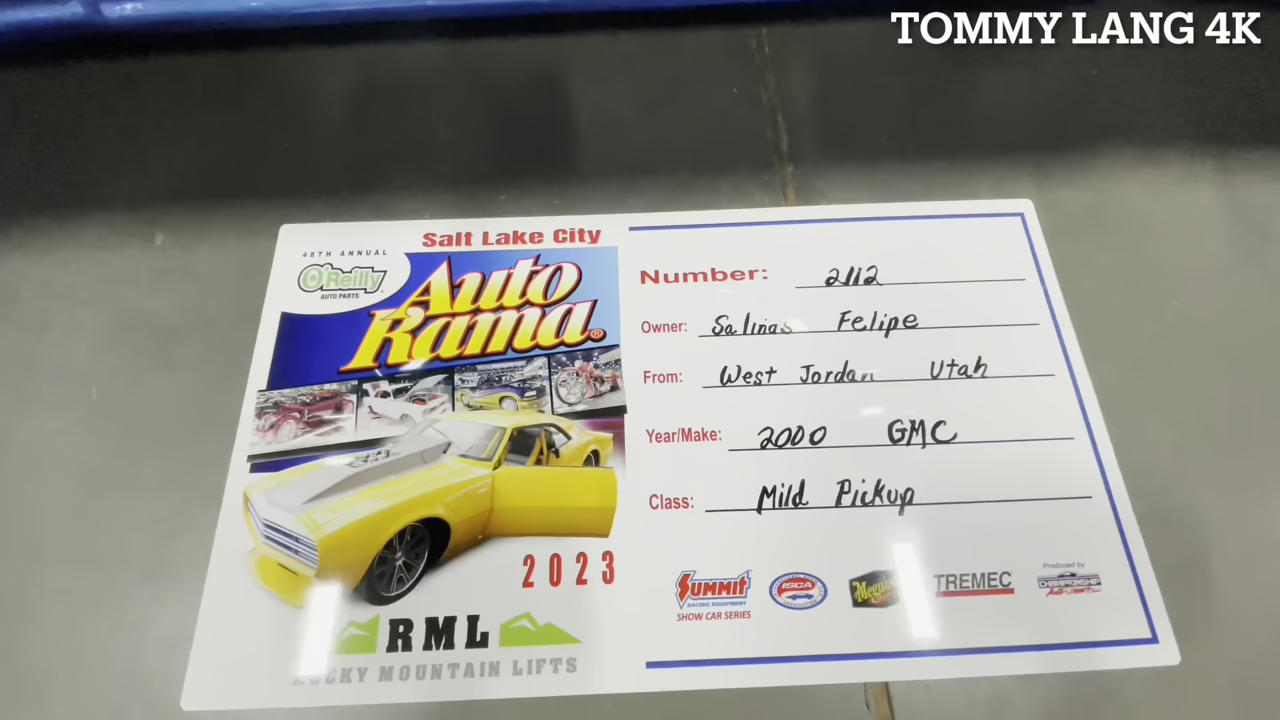 TOMMY LANG 4K
Salt Lake City
48TH ANNUAL
O'Reilly
AUTO PARTS
Auto
Rama®
2023
RML
ROCKY MOUNTAIN LIFTS
Number: 2112
Owner: Salinas Felipe
From: West Jordan Utah
Year/Make: 2000 GMC
Class: Mild Pickup
SUMMIT
RACING EQUIPMENT
SHOW CAR SERIES
ISCA
TREMEC
Produced by
CHAMPIONSHIP